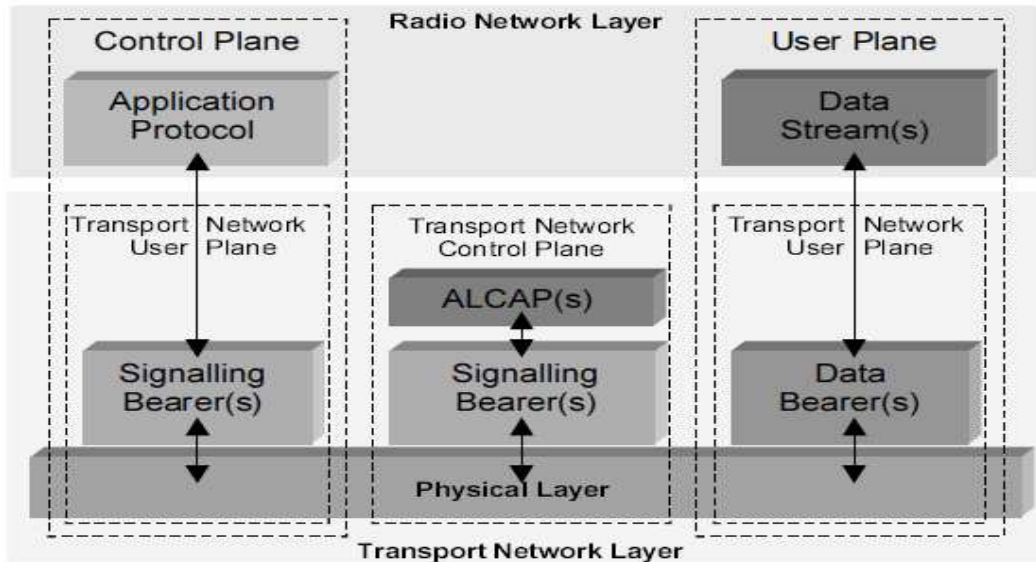 Radio Network Layer
Control Plane
User Plane
Application
Protocol
Data
Stream(s)
Transport Network
User Plane
Transport Network
Control Plane
Transport Network
User Plane
ALCAP(s)
Signalling
Bearer(s)
Signalling
Bearer(s)
Data
Bearer(s)
Physical Layer
Transport Network Layer